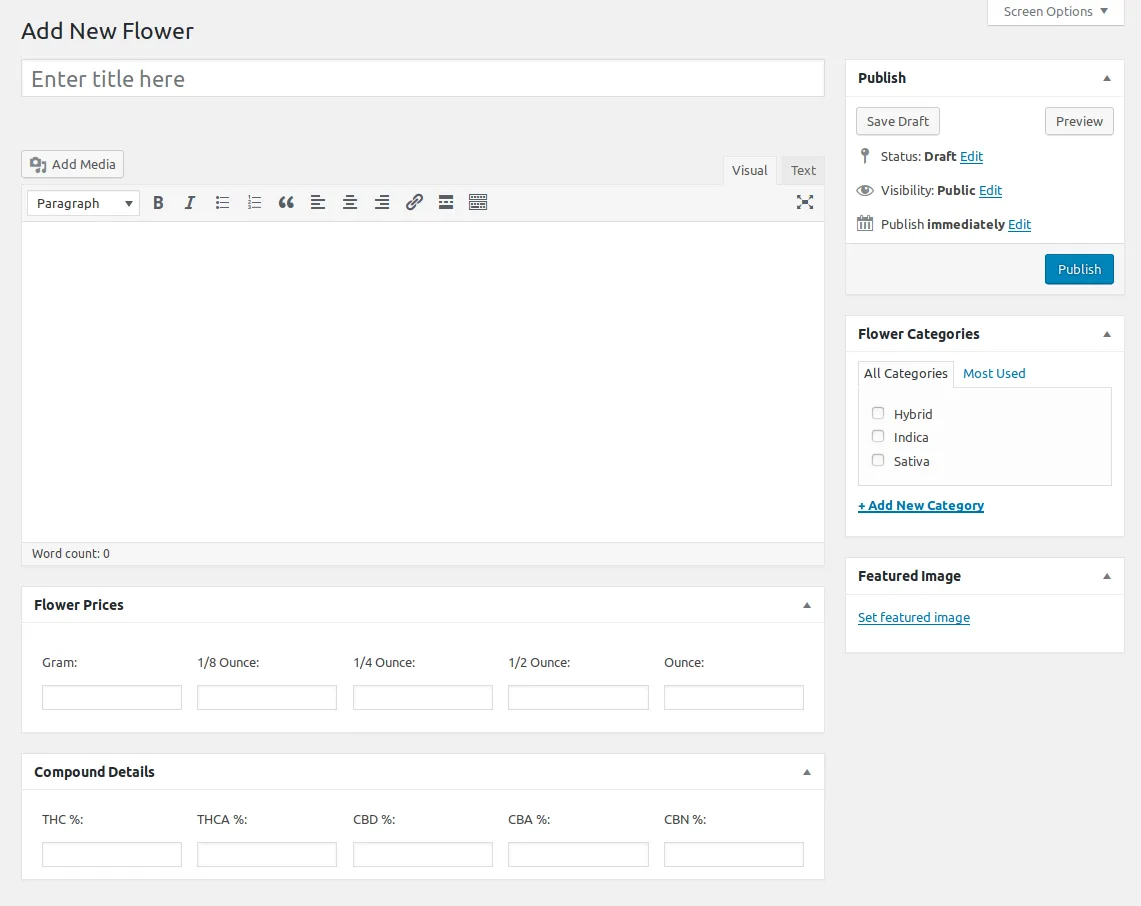 Screen Options
Add New Flower
Enter title here
Add Media
Visual Text
Paragraph
Word count: 0
Flower Prices
Gram: 1/8 Ounce: 1/4 Ounce: 1/2 Ounce: Ounce:
Compound Details
THC %: THCA %: CBD %: CBA %: CBN %:
Publish
Save Draft Preview
Status: Draft Edit
Visibility: Public Edit
Publish immediately Edit
Publish
Flower Categories
All Categories Most Used
Hybrid
Indica
Sativa
+ Add New Category
Featured Image
Set featured image